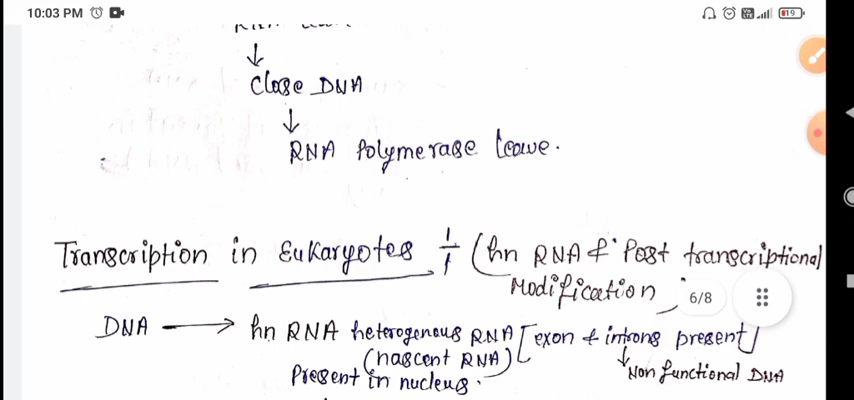 10:03 PM
19
↓
Close DNA
↓
RNA Polymerase leave.
Transcription in Eukaryotes ÷ (hn RNA & Post transcriptional
Modification)
6/8
DNA → hn RNA heterogenous RNA [exon & introns present]
(nascent RNA)
↓ Non functional DNA
Present in nucleus.